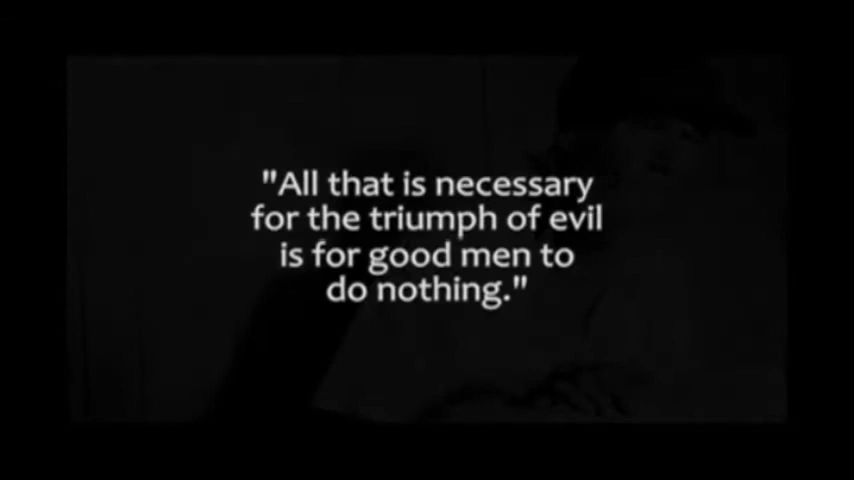 "All that is necessary
for the triumph of evil
is for good men to
do nothing."